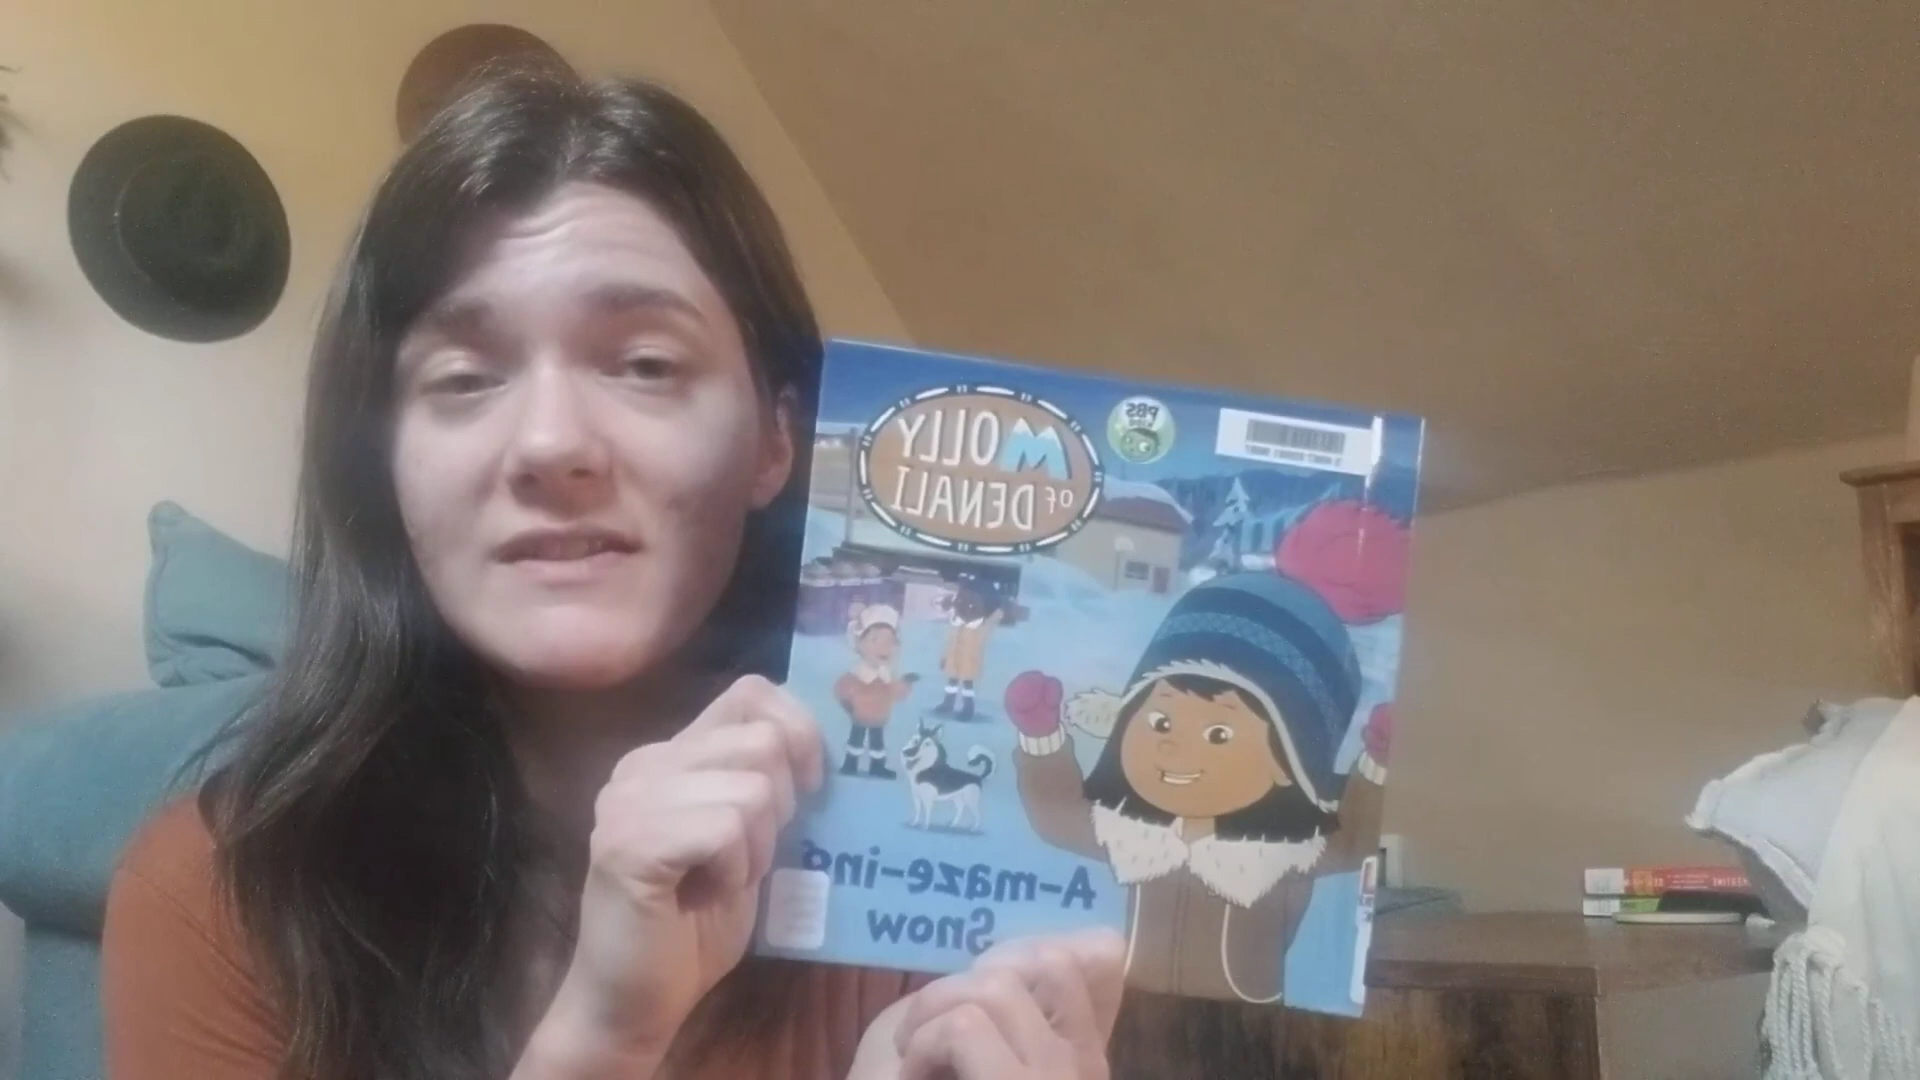 MOLLY
OF DENALI
PBS
KIDS
A-maze-ing
Snow